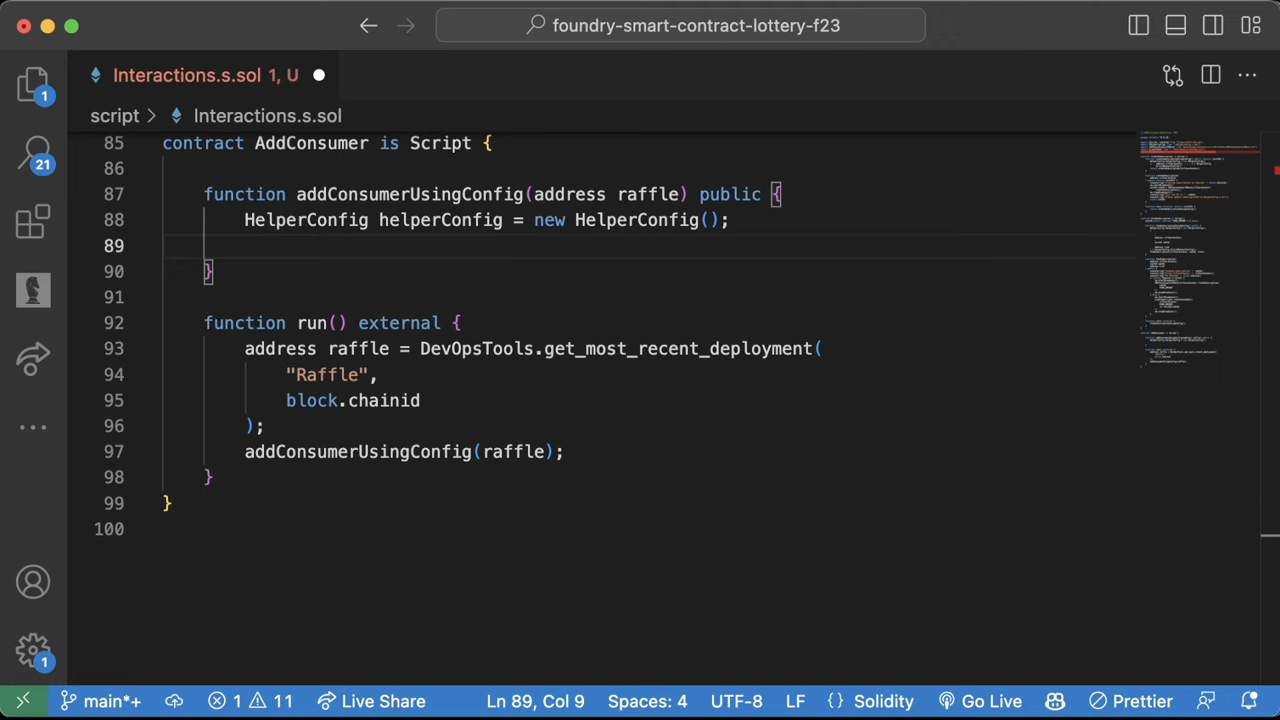 foundry-smart-contract-lottery-f23
Interactions.s.sol 1, U
script > Interactions.s.sol
1
21
85 contract AddConsumer is Script {
86
87 function addConsumerUsingConfig(address raffle) public {
88 HelperConfig helperConfig = new HelperConfig();
89
90 }
91
92 function run() external {
93 address raffle = DevOpsTools.get_most_recent_deployment(
94 "Raffle",
95 block.chainid
96 );
97 addConsumerUsingConfig(raffle);
98 }
99 }
100
1
main*+ 1 11 Live Share Ln 89, Col 9 Spaces: 4 UTF-8 LF {} Solidity Go Live Prettier